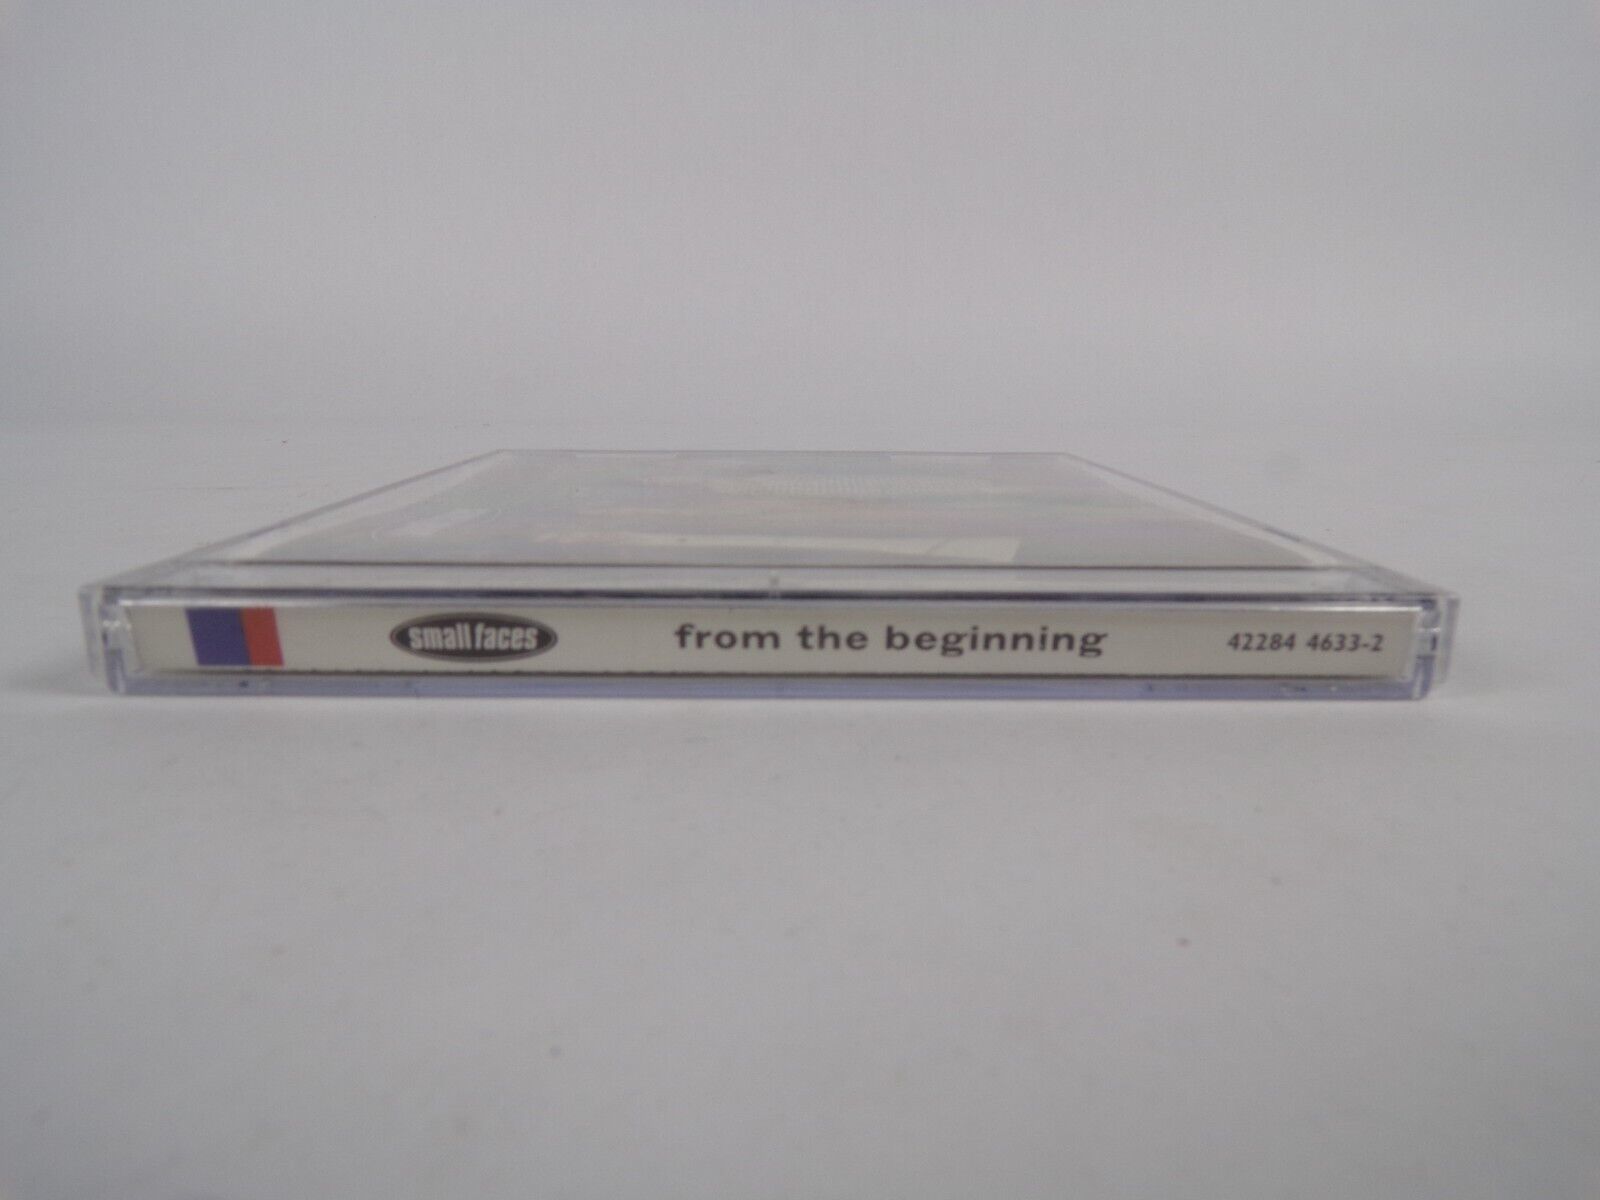 small faces from the beginning 42284 4633-2